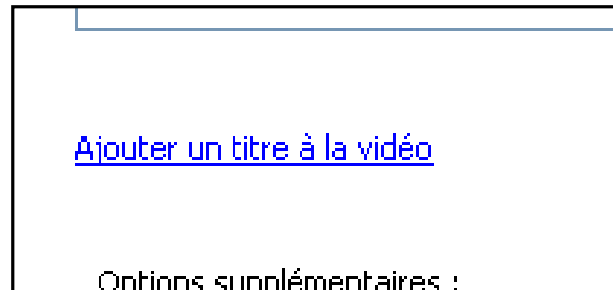 Ajouter un titre à la vidéo
Options supplémentaires :